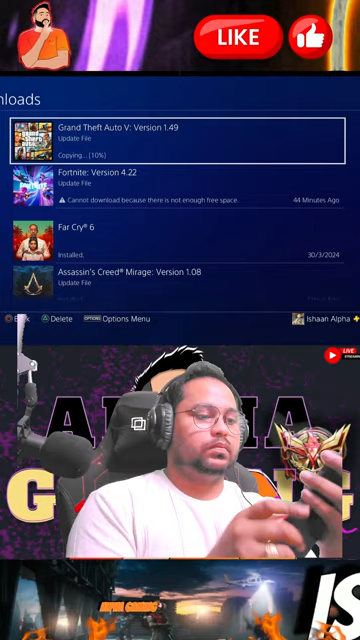 LIKE
nloads
Grand Theft Auto V: Version 1.49
Update File
Copying... (10%)
Fortnite: Version 4.22
Update File
Cannot download because there is not enough free space.
44 Minutes Ago
Far Cry® 6
Installed.
30/3/2024
Assassin's Creed® Mirage: Version 1.08
Update File
Delete
OPTIONS Options Menu
Ishaan Alpha
LIVE